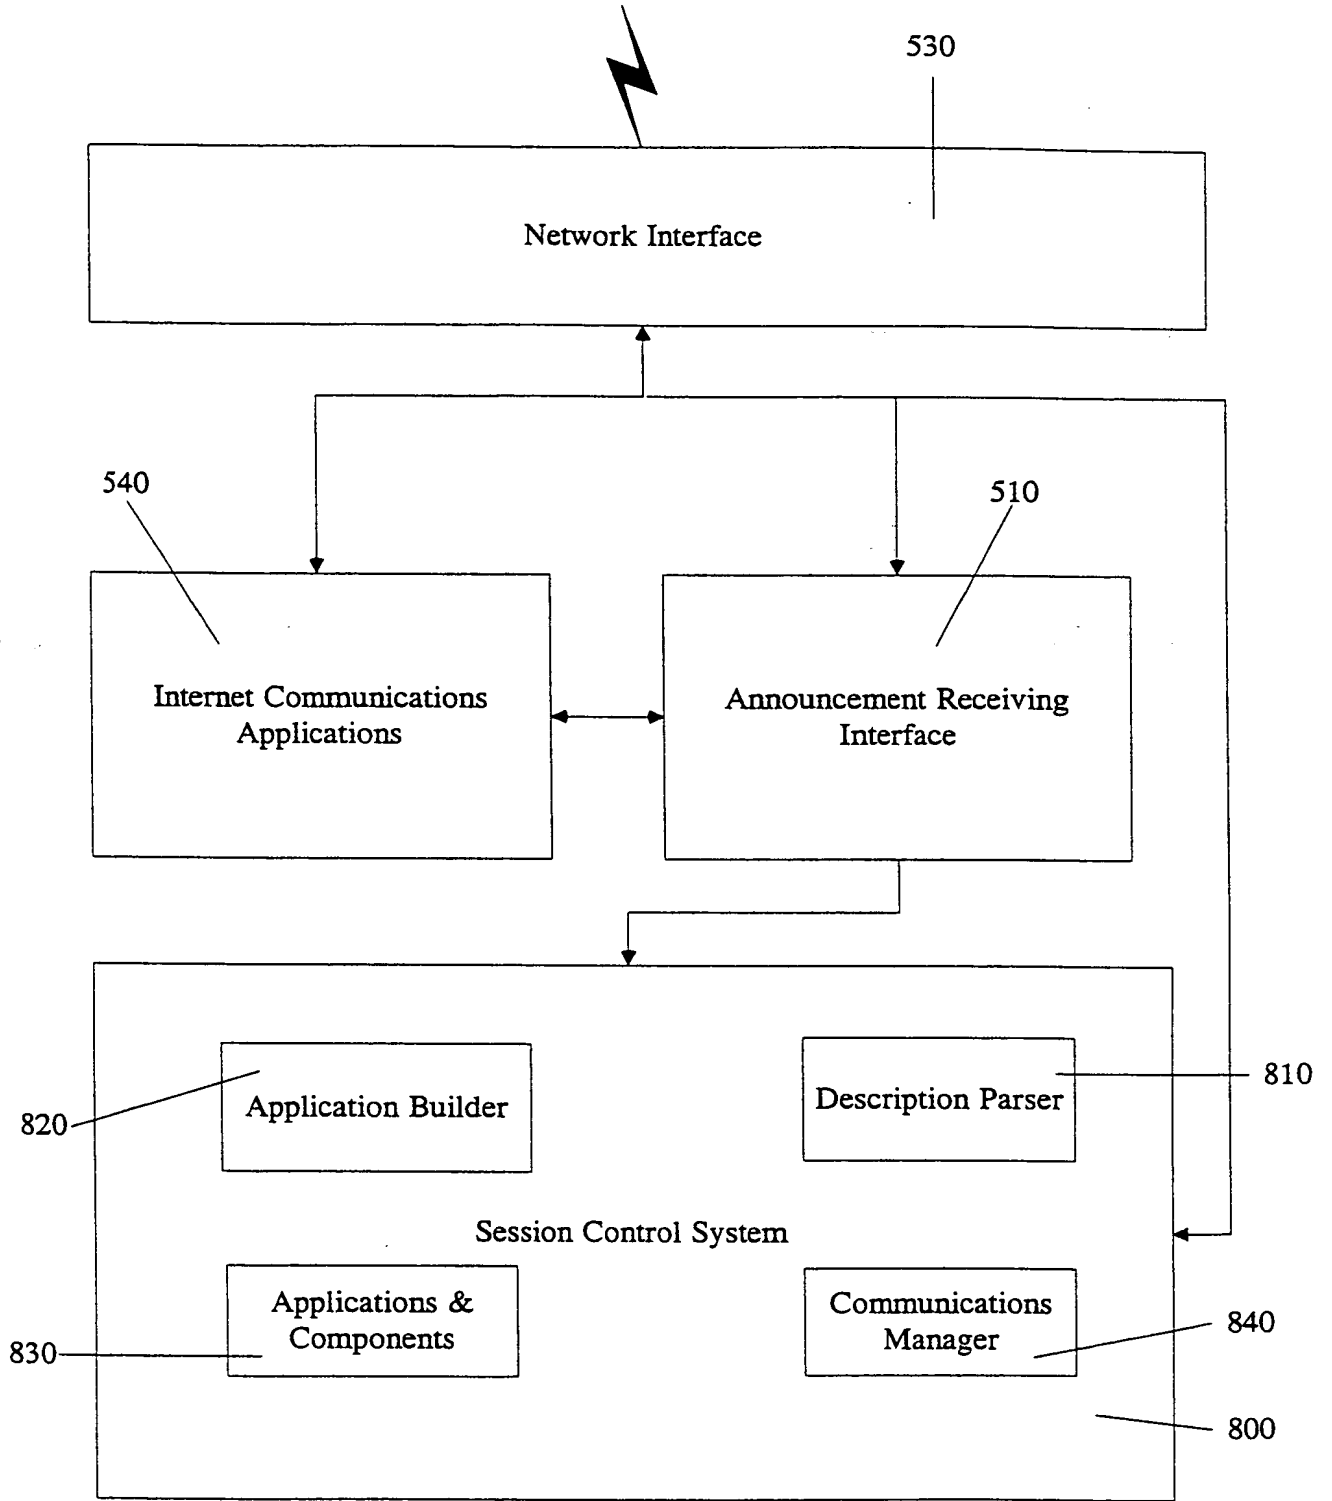 530
Network Interface
540
510
Internet Communications
Applications
Announcement Receiving
Interface
Application Builder
820
Description Parser
810
Session Control System
Applications &
Components
830
Communications
Manager
840
800